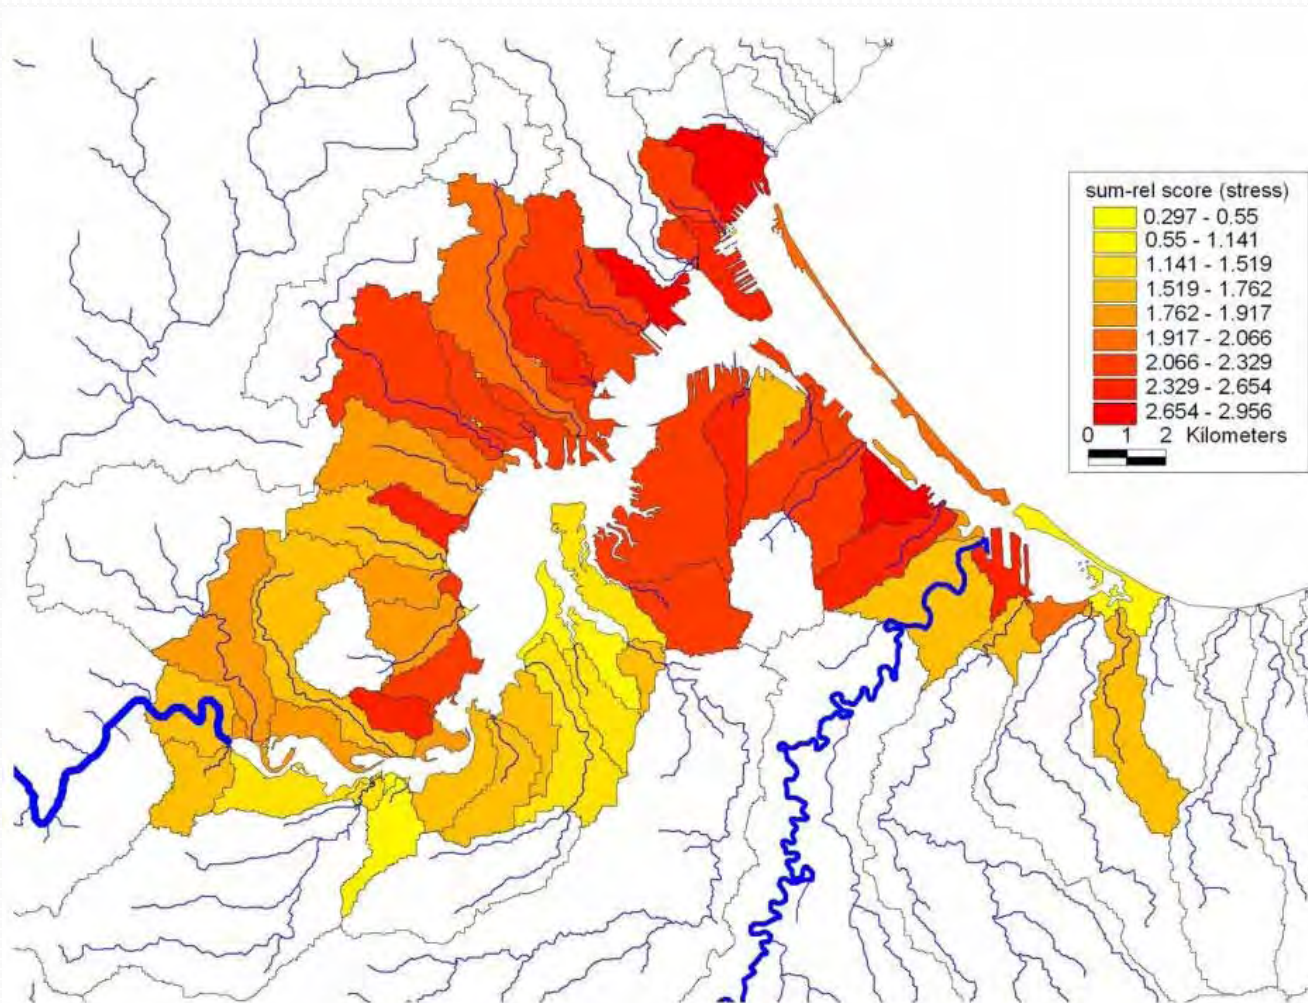 sum-rel score (stress)
0.297 - 0.55
0.55 - 1.141
1.141 - 1.519
1.519 - 1.762
1.762 - 1.917
1.917 - 2.066
2.066 - 2.329
2.329 - 2.654
2.654 - 2.956
0 1 2 Kilometers